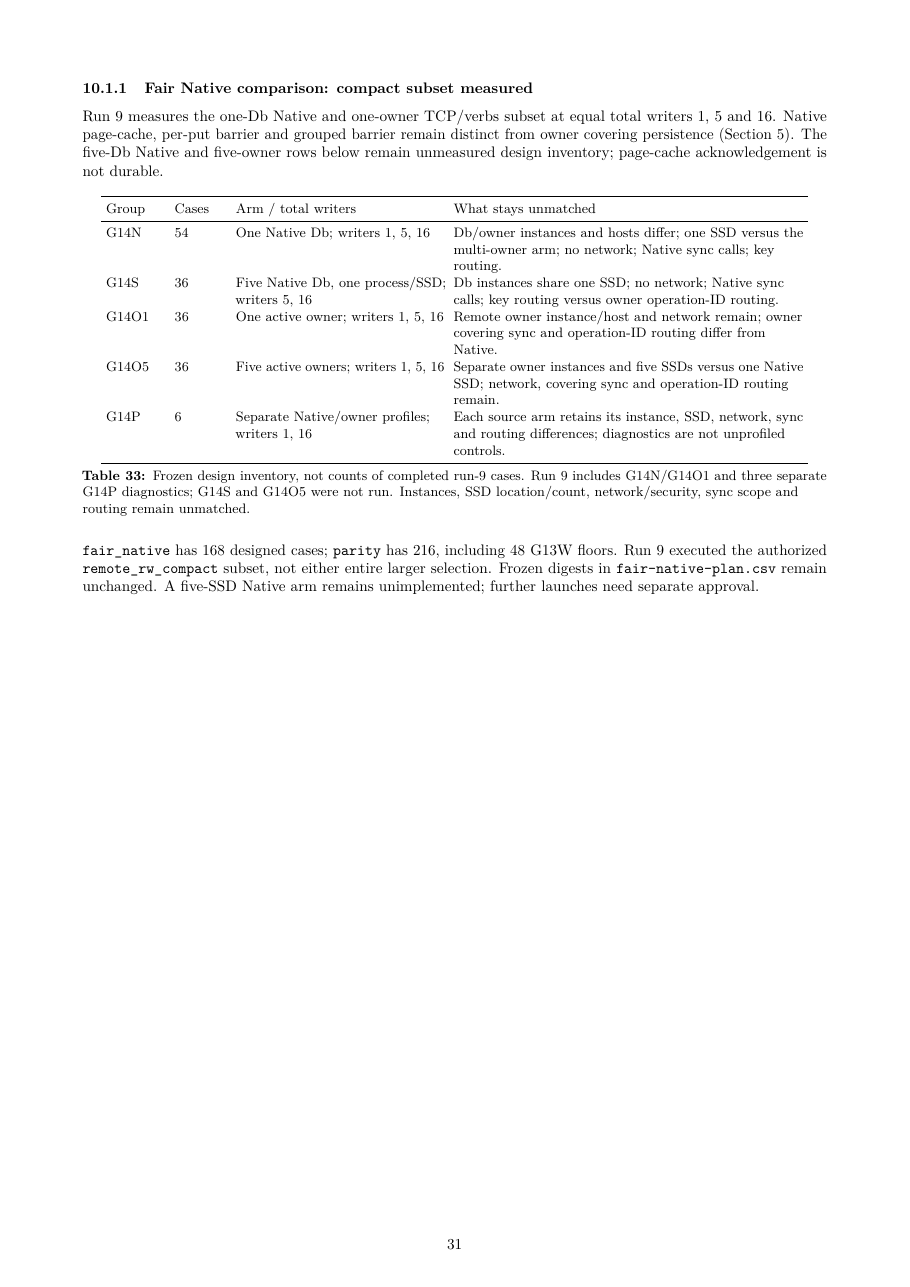 10.1.1 Fair Native comparison: compact subset measured
Run 9 measures the one-Db Native and one-owner TCP/verbs subset at equal total writers 1, 5 and 16. Native
page-cache, per-put barrier and grouped barrier remain distinct from owner covering persistence (Section 5). The
five-Db Native and five-owner rows below remain unmeasured design inventory; page-cache acknowledgement is
not durable.
Group Cases Arm / total writers What stays unmatched
G14N 54 One Native Db; writers 1, 5, 16 Db/owner instances and hosts differ; one SSD versus the
multi-owner arm; no network; Native sync calls; key
routing.
G14S 36 Five Native Db, one process/SSD; Db instances share one SSD; no network; Native sync
writers 5, 16 calls; key routing versus owner operation-ID routing.
G14O1 36 One active owner; writers 1, 5, 16 Remote owner instance/host and network remain; owner
covering sync and operation-ID routing differ from
Native.
G14O5 36 Five active owners; writers 1, 5, 16 Separate owner instances and five SSDs versus one Native
SSD; network, covering sync and operation-ID routing
remain.
G14P 6 Separate Native/owner profiles; Each source arm retains its instance, SSD, network, sync
writers 1, 16 and routing differences; diagnostics are not unprofiled
controls.
Table 33: Frozen design inventory, not counts of completed run-9 cases. Run 9 includes G14N/G14O1 and three separate
G14P diagnostics; G14S and G14O5 were not run. Instances, SSD location/count, network/security, sync scope and
routing remain unmatched.
fair_native has 168 designed cases; parity has 216, including 48 G13W floors. Run 9 executed the authorized
remote_rw_compact subset, not either entire larger selection. Frozen digests in fair-native-plan.csv remain
unchanged. A five-SSD Native arm remains unimplemented; further launches need separate approval.
31